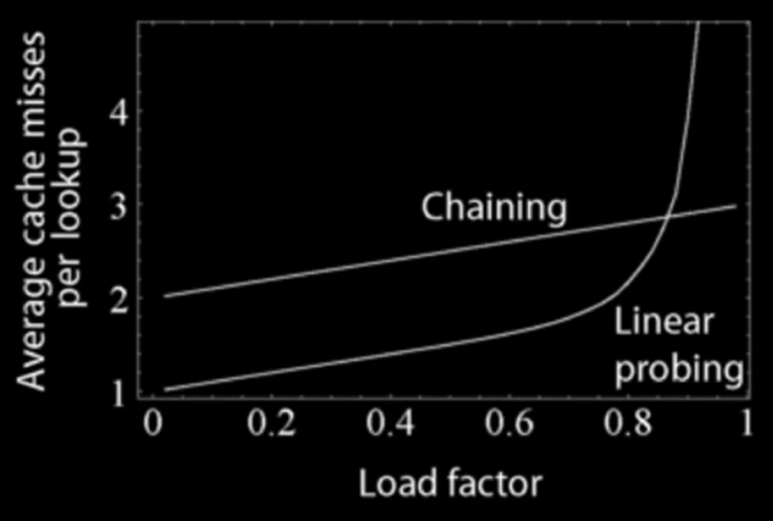 Average cache misses
per lookup
4
3
2
1
Chaining
Linear
probing
0 0.2 0.4 0.6 0.8 1
Load factor